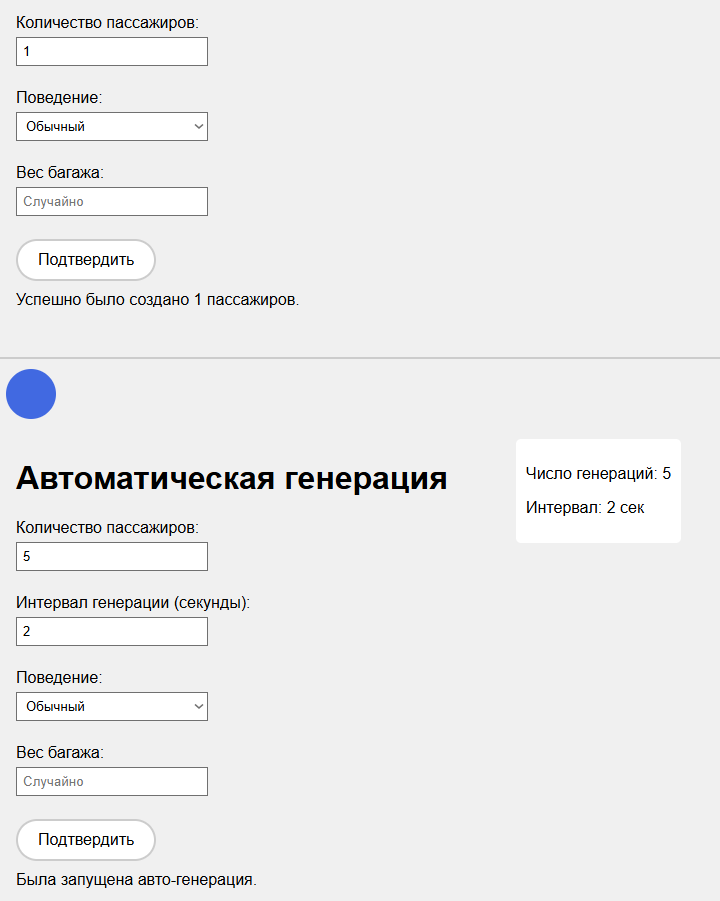 Количество пассажиров:
1
Поведение:
Обычный
Вес багажа:
Случайно
Подтвердить
Успешно было создано 1 пассажиров.
Автоматическая генерация
Число генераций: 5
Интервал: 2 сек
Количество пассажиров:
5
Интервал генерации (секунды):
2
Поведение:
Обычный
Вес багажа:
Случайно
Подтвердить
Была запущена авто-генерация.